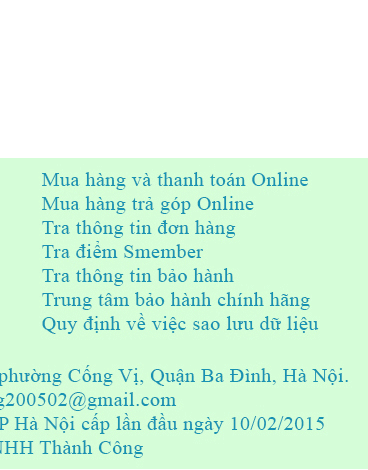 Mua hàng và thanh toán Online
Mua hàng trả góp Online
Tra thông tin đơn hàng
Tra điểm Smember
Tra thông tin bảo hành
Trung tâm bảo hành chính hãng
Quy định về việc sao lưu dữ liệu
phường Cống Vị, Quận Ba Đình, Hà Nội.
g200502@gmail.com
P Hà Nội cấp lần đầu ngày 10/02/2015
NHH Thành Công